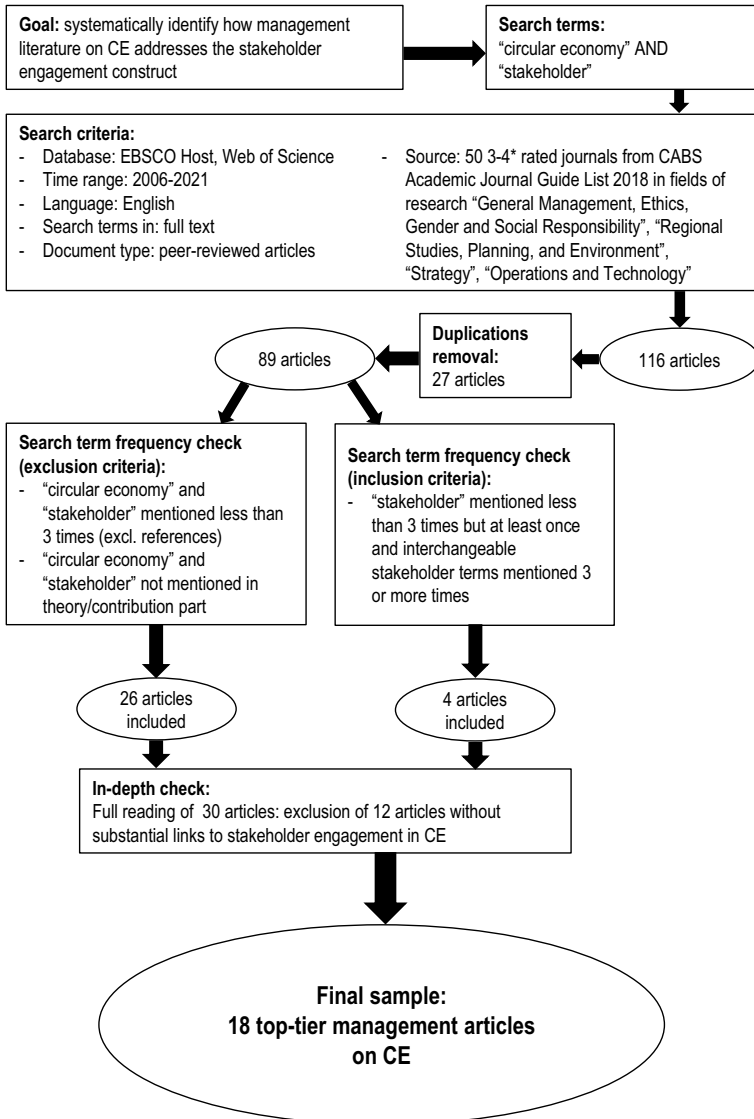 Goal: systematically identify how management
literature on CE addresses the stakeholder
engagement construct
Search terms:
“circular economy” AND
“stakeholder”
Search criteria:
- Database: EBSCO Host, Web of Science
- Time range: 2006-2021
- Language: English
- Search terms in: full text
- Document type: peer-reviewed articles
- Source: 50 3-4* rated journals from CABS
Academic Journal Guide List 2018 in fields of
research “General Management, Ethics,
Gender and Social Responsibility”, “Regional
Studies, Planning, and Environment”,
“Strategy”, “Operations and Technology”
116 articles
Duplications
removal:
27 articles
89 articles
Search term frequency check
(exclusion criteria):
- “circular economy” and
“stakeholder” mentioned less than
3 times (excl. references)
- “circular economy” and
“stakeholder” not mentioned in
theory/contribution part
Search term frequency check
(inclusion criteria):
- “stakeholder” mentioned less
than 3 times but at least once
and interchangeable
stakeholder terms mentioned 3
or more times
26 articles
included
4 articles
included
In-depth check:
Full reading of 30 articles: exclusion of 12 articles without
substantial links to stakeholder engagement in CE
Final sample:
18 top-tier management articles
on CE